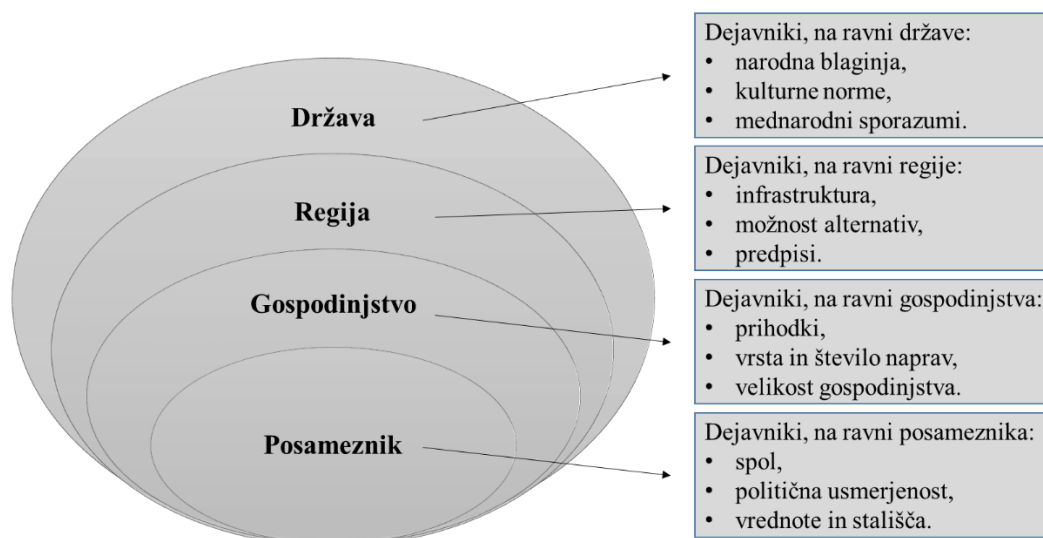 Država
Regija
Gospodinjstvo
Posameznik
Dejavniki, na ravni države:
• narodna blaginja,
• kulturne norme,
• mednarodni sporazumi.
Dejavniki, na ravni regije:
• infrastruktura,
• možnost alternativ,
• predpisi.
Dejavniki, na ravni gospodinjstva:
• prihodki,
• vrsta in število naprav,
• velikost gospodinjstva.
Dejavniki, na ravni posameznika:
• spol,
• politična usmerjenost,
• vrednote in stališča.